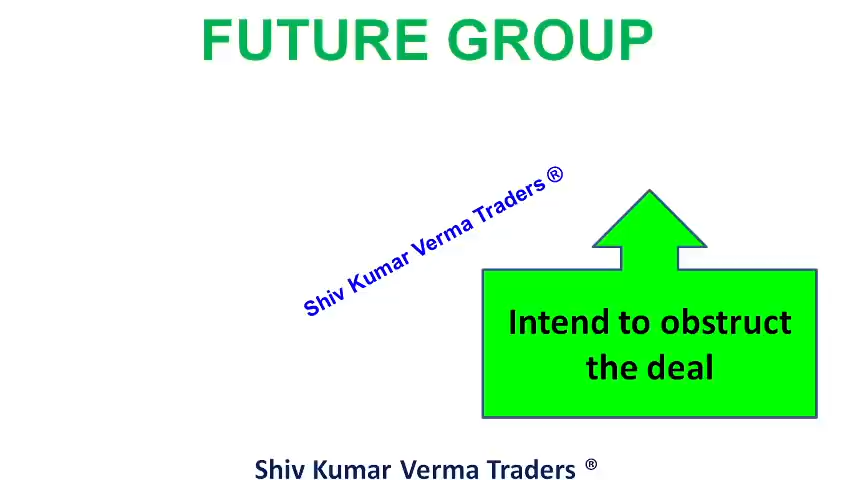 FUTURE GROUP
Shiv Kumar Verma Traders ®
Intend to obstruct
the deal
Shiv Kumar Verma Traders ®